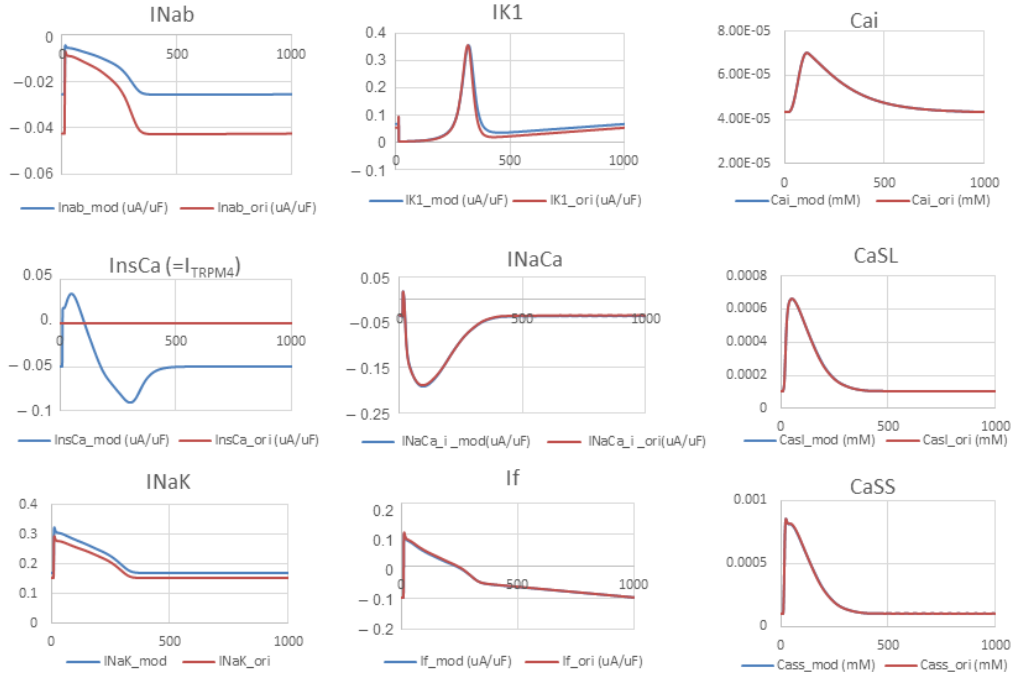 INab
0
0 500 1000
– 0.02
– 0.04
– 0.06
Inab_mod (uA/uF) Inab_ori (uA/uF)
IK1
0.4
0.3
0.2
0.1
0
– 0.1
0 500 1000
IK1_mod (uA/uF) IK1_ori (uA/uF)
Cai
8.00E-05
6.00E-05
4.00E-05
2.00E-05
0 500 1000
Cai_mod (mM) Cai_ori (mM)
InsCa (=ITRPM4)
0.05
0.
– 0.05
– 0.1
0 500 1000
InsCa_mod (uA/uF) InsCa_ori (uA/uF)
INaCa
0.05
–0.05
–0.15
–0.25
0 500 1000
INaCa_i _mod(uA/uF) INaCa_i _ori(uA/uF)
CaSL
0.0008
0.0006
0.0004
0.0002
0
0 500 1000
Casl_mod (mM) Casl_ori (mM)
INaK
0.4
0.3
0.2
0.1
0
0 500 1000
INaK_mod INaK_ori
If
0.2
0.1
0
– 0.1
– 0.2
0 500 1000
If_mod (uA/uF) If_ori (uA/uF)
CaSS
0.001
0.0005
0
0 500 1000
Cass_mod (mM) Cass_ori (mM)